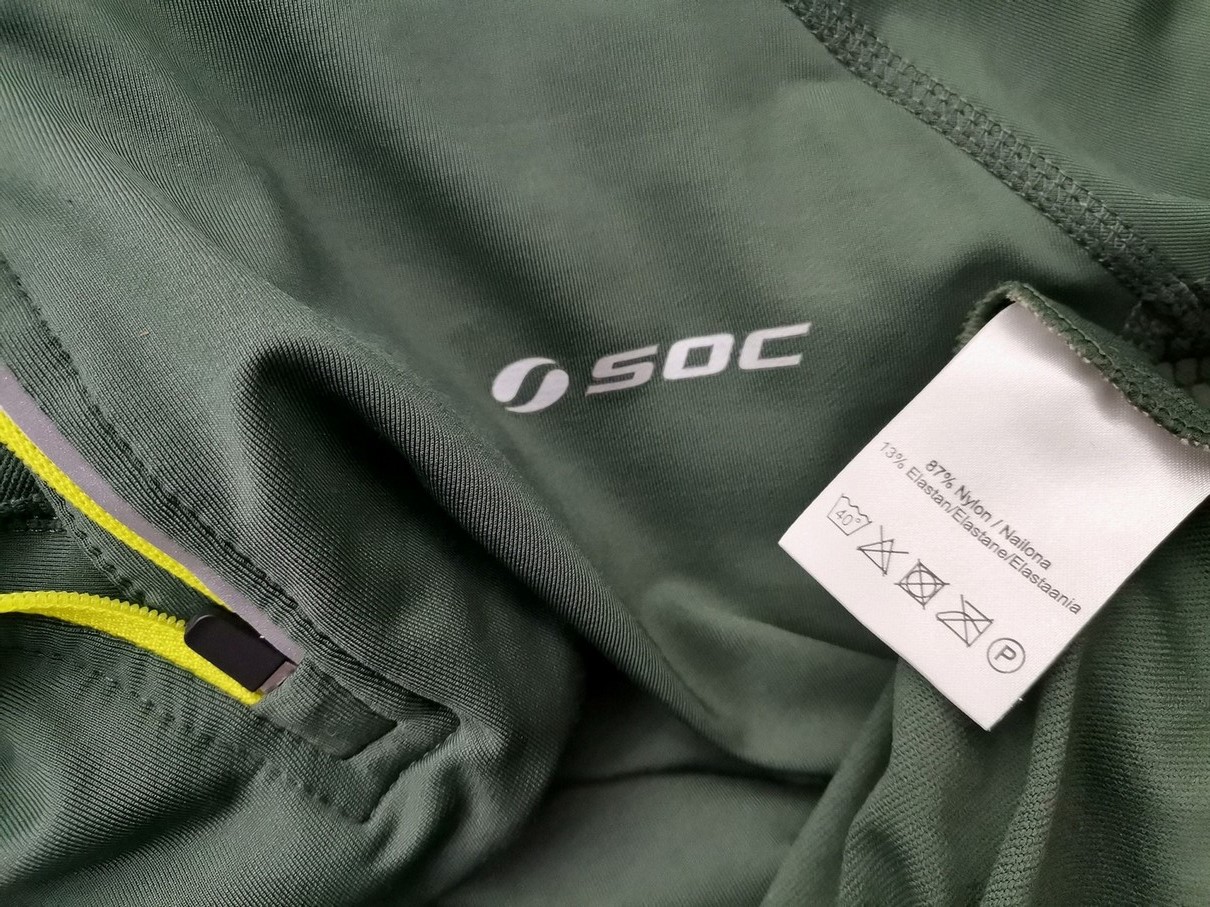 SOC
87% Nylon / Nailona
13% Elastan/Elastane/Elastaania
40°
P